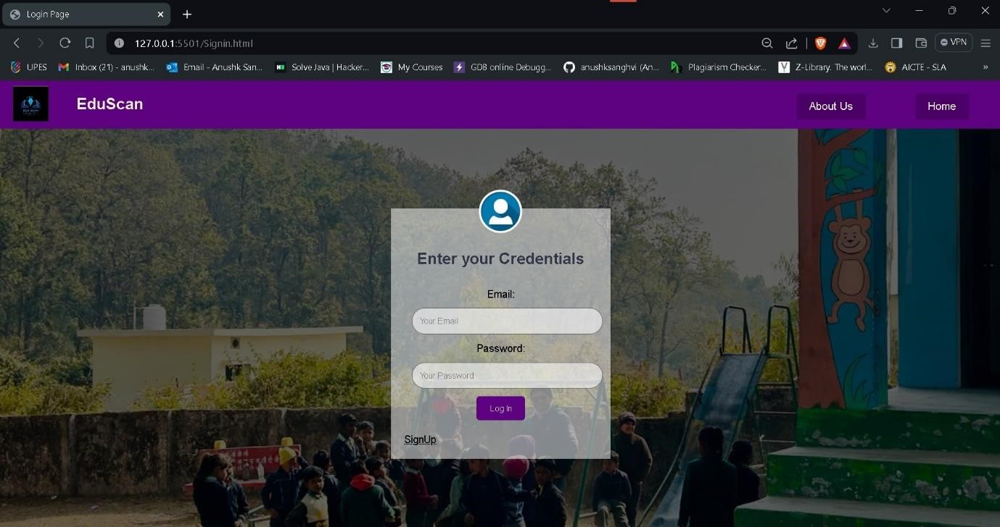 Login Page
127.0.0.1:5501/Signin.html
VPN
UPES
Inbox (21) - anushk...
Email - Anushk San...
Solve Java | Hacker...
My Courses
GDB online Debugg...
anushksanghvi (An...
Plagiarism Checker...
Z-Library. The worl...
AICTE - SLA
»
EduScan
About Us
Home
Enter your Credentials
Email:
Your Email
Password:
Your Password
Log In
SignUp